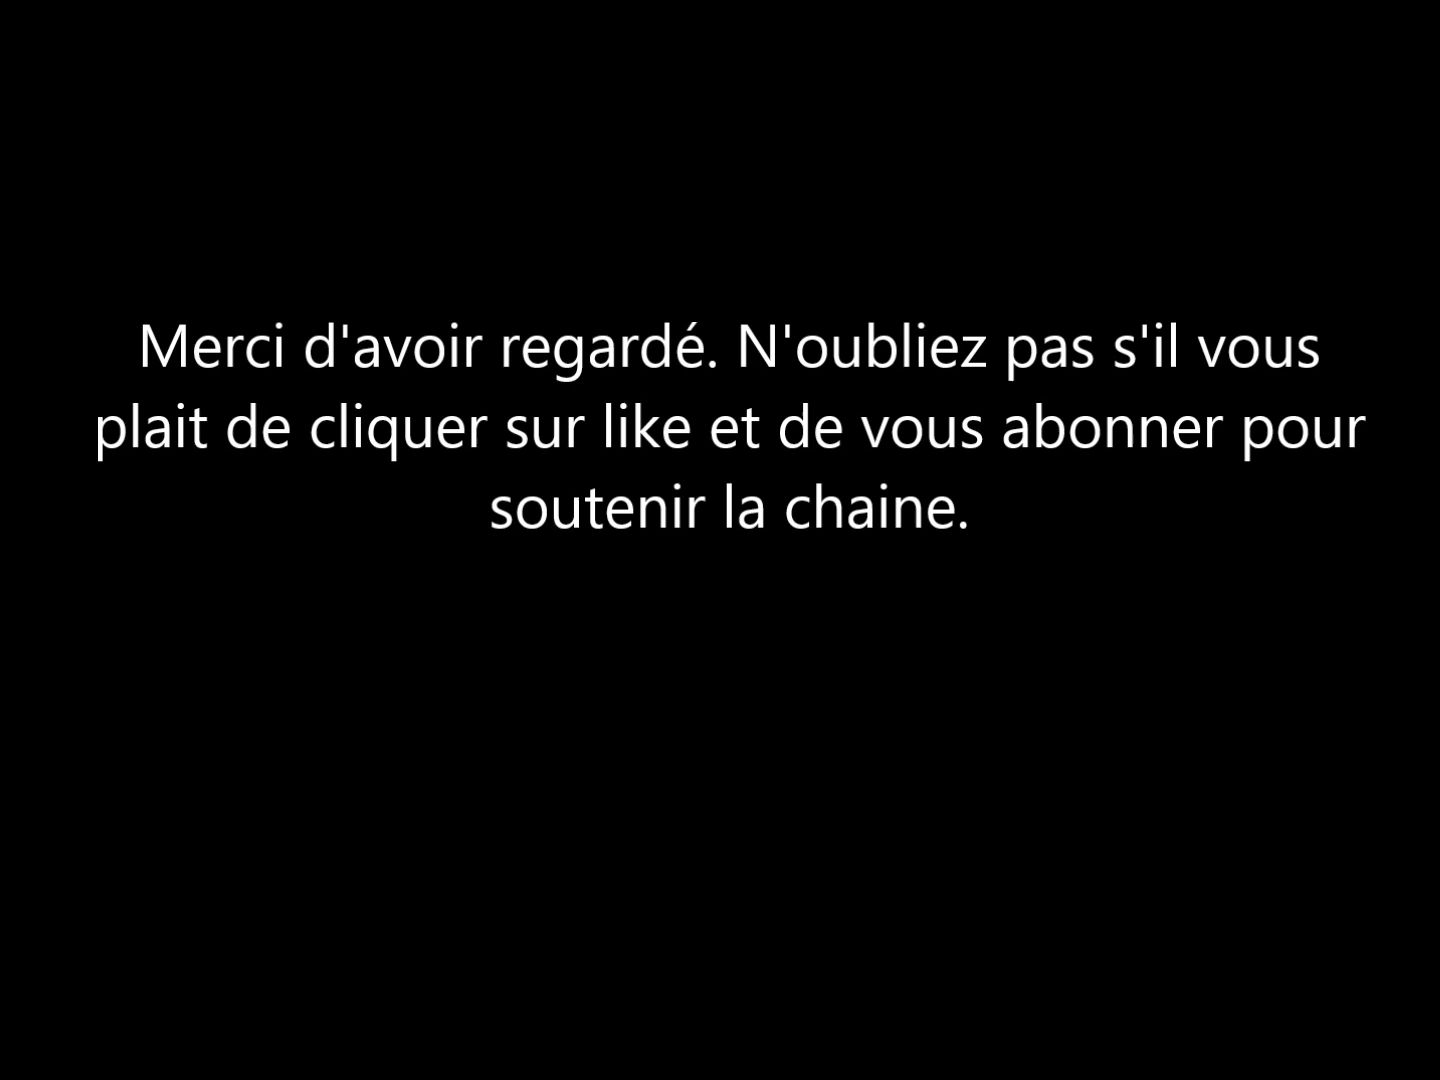 Merci d'avoir regardé. N'oubliez pas s'il vous
plait de cliquer sur like et de vous abonner pour
soutenir la chaine.